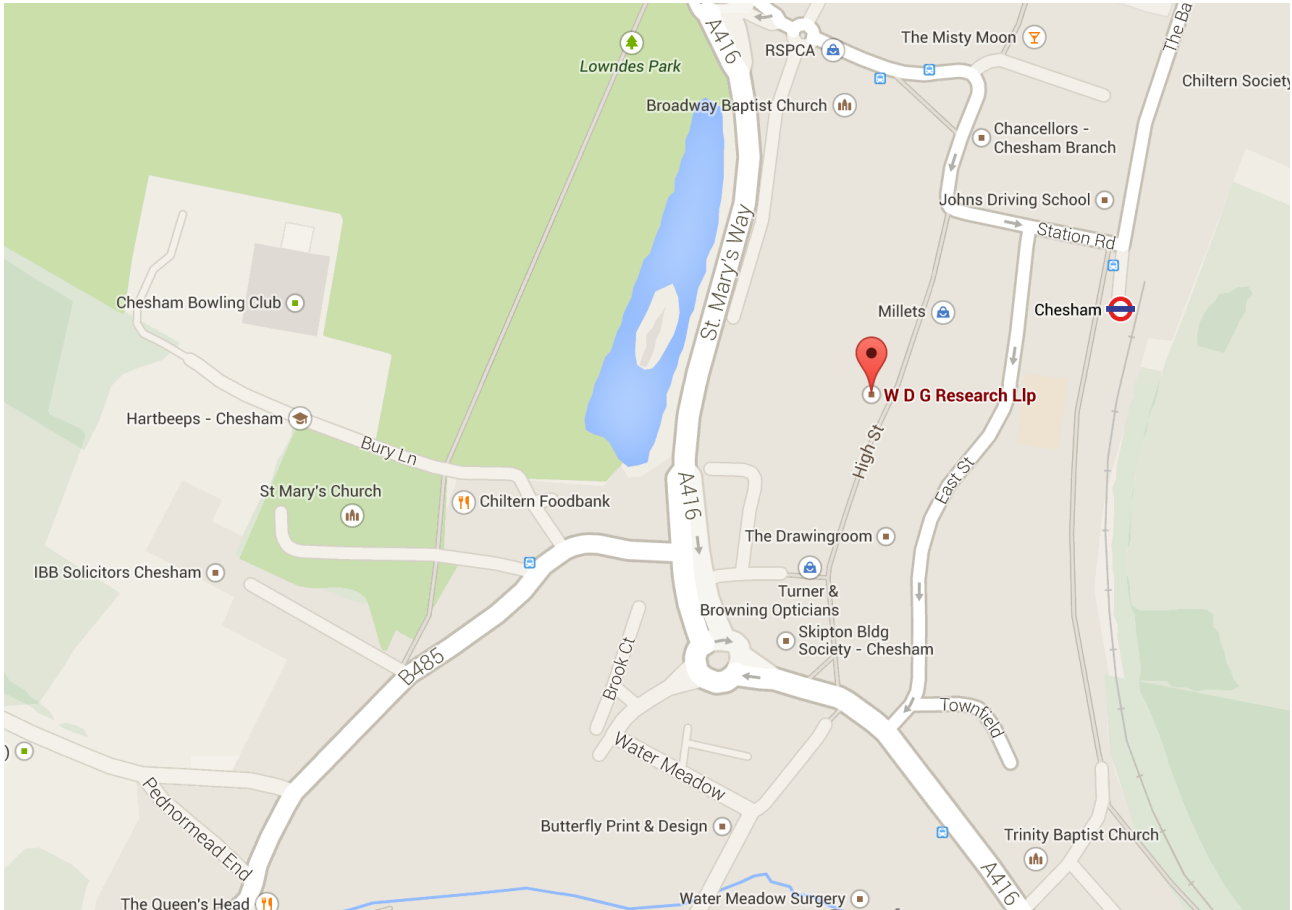 A416
The Misty Moon
The Ba
RSPCA
Lowndes Park
Chiltern Society
Broadway Baptist Church
Chancellors -
Chesham Branch
Johns Driving School
Station Rd
St. Mary's Way
Chesham Bowling Club
Millets
Chesham
W D G Research Llp
Hartbeeps - Chesham
Bury Ln
High St
East St
St Mary's Church
Chiltern Foodbank
A416
The Drawingroom
IBB Solicitors Chesham
Turner &
Browning Opticians
Skipton Bldg
Society - Chesham
B485
Brook Ct
Townfield
)
Water Meadow
Pednormead End
Butterfly Print & Design
Trinity Baptist Church
A416
The Queen's Head
Water Meadow Surgery